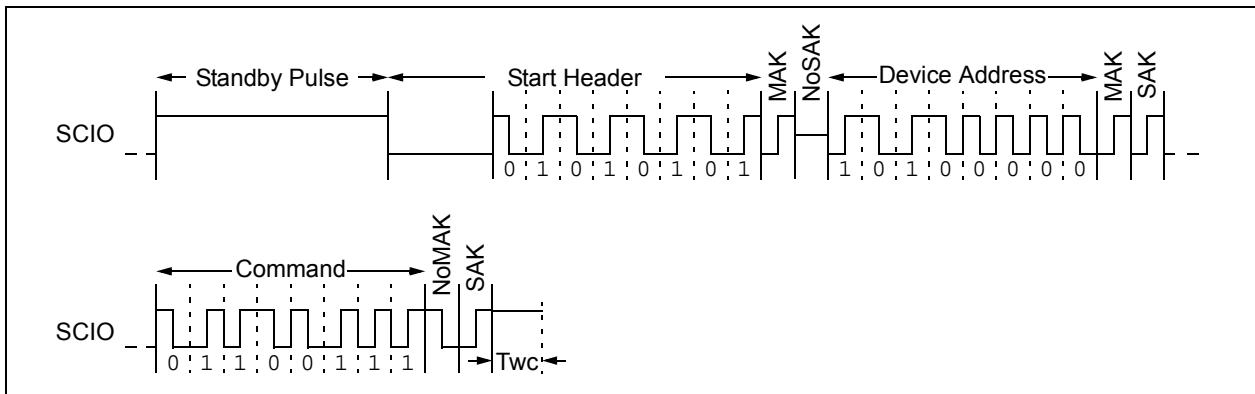 Standby Pulse
Start Header
MAK
NoSAK
Device Address
MAK
SAK
SCIO
0 1 0 1 0 1 0 1
1 0 1 0 0 0 0 0
Command
NoMAK
SAK
SCIO
0 1 1 0 0 1 1 1
Twc